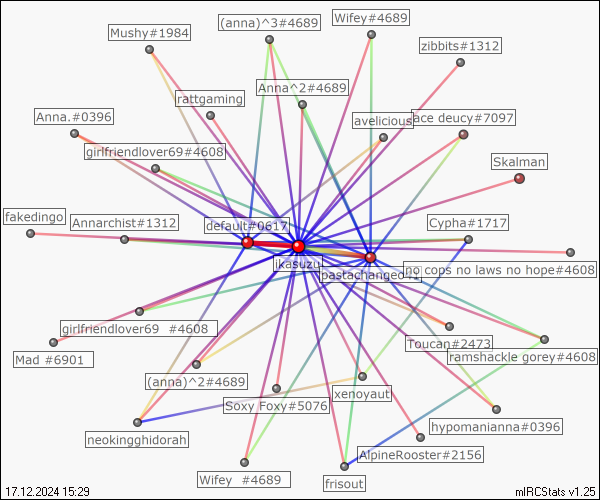 (anna)^3#4689
Wifey#4689
Mushy#1984
zibbits#1312
Anna^2#4689
rattgaming
Anna.#0396
avelicious
ace deucy#7097
girlfriendlover69#4608
Skalman
fakedingo
Annarchist#1312
default#0617
Cypha#1717
ikasuzu
pastachanged41
no cops no laws no hope#4608
girlfriendlover69 #4608
Toucan#2473
ramshackle gorey#4608
Mad #6901
(anna)^2#4689
xenoyaut
Soxy Foxy#5076
hypomanianna#0396
neokingghidorah
AlpineRooster#2156
Wifey #4689
frisout
17.12.2024 15:29
mIRCStats v1.25